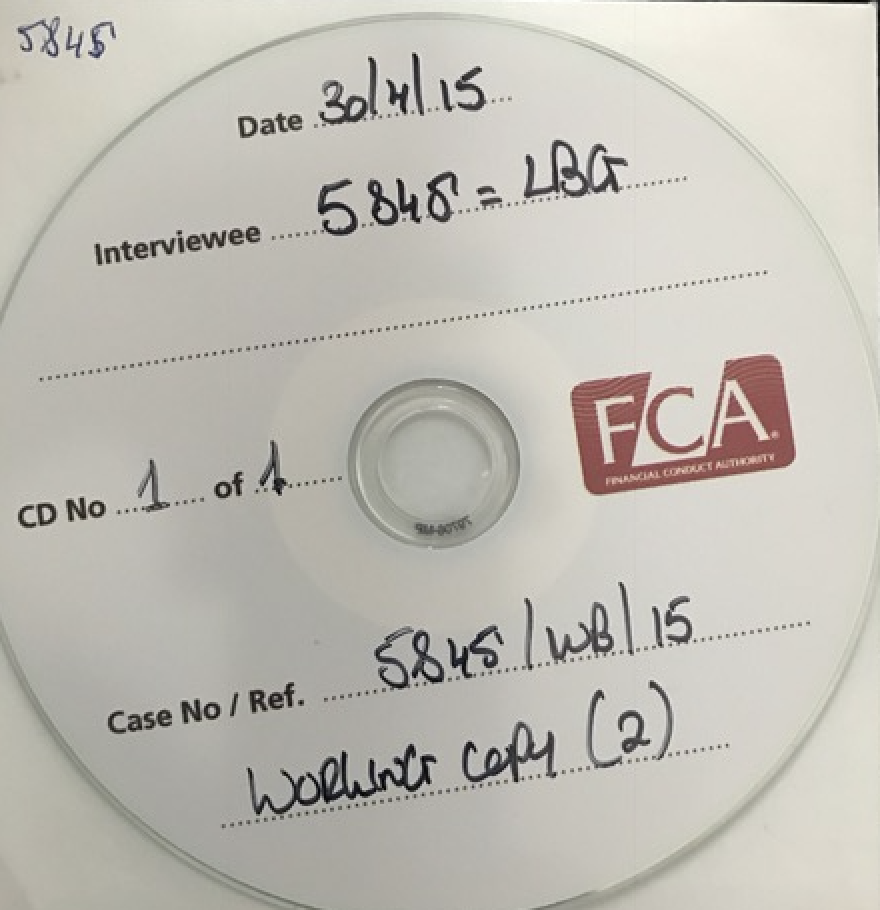 5845
Date 30/4/15
Interviewee 5845 = LBG
FCA
FINANCIAL CONDUCT AUTHORITY
CD No 1 of 1
Case No / Ref. 5845/WB/15
WORKING COPY (2)